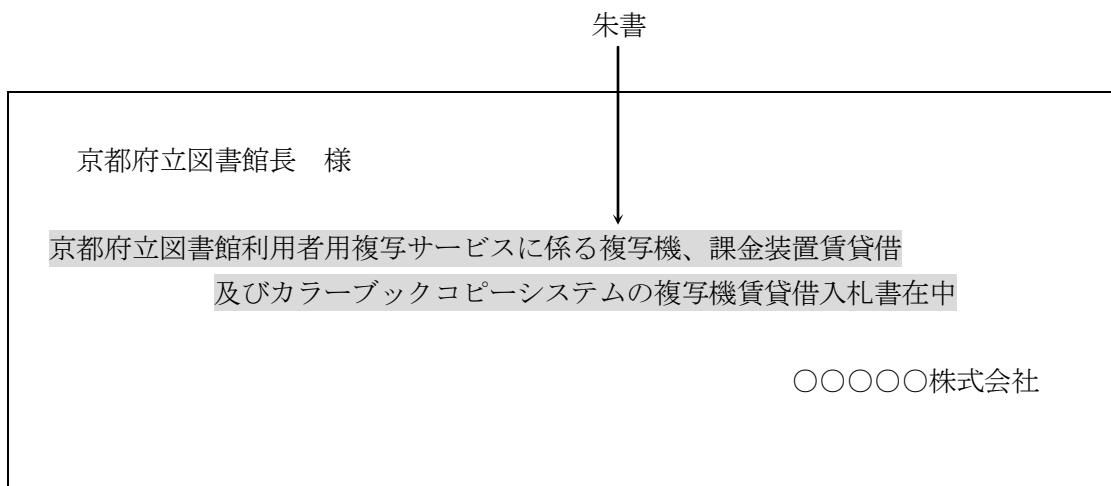 朱書
京都府立図書館長　様
京都府立図書館利用者用複写サービスに係る複写機、課金装置賃貸借
及びカラーブックコピーシステムの複写機賃貸借入札書在中
○○○○○株式会社